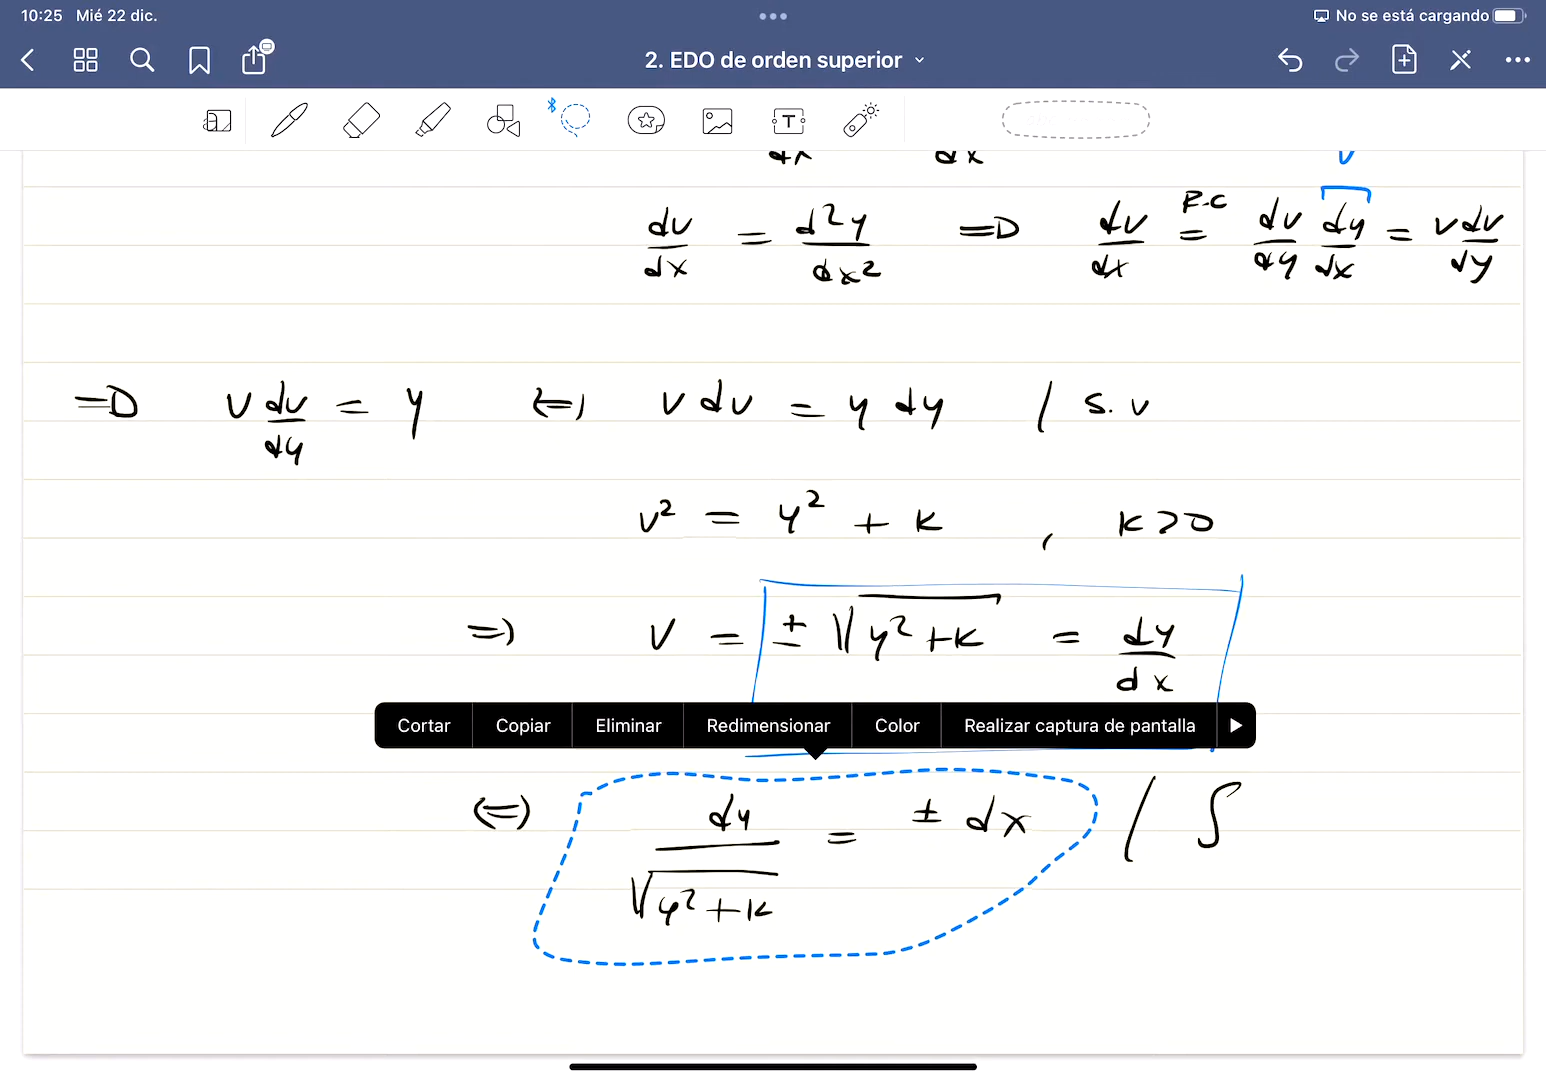 10:25 Mié 22 dic. No se está cargando
2. EDO de orden superior
dx dx v
dv/dx = d²y/dx² => dv/dx = R.C dv/dy dy/dx = v dv/dy
=> v dv/dy = y <=> v dv = y dy / s. v
v² = y² + k , k > 0
=> v = ± √(y² + k) = dy/dx
Cortar Copiar Eliminar Redimensionar Color Realizar captura de pantalla
<=> dy/√(y² + k) = ± dx / ∫